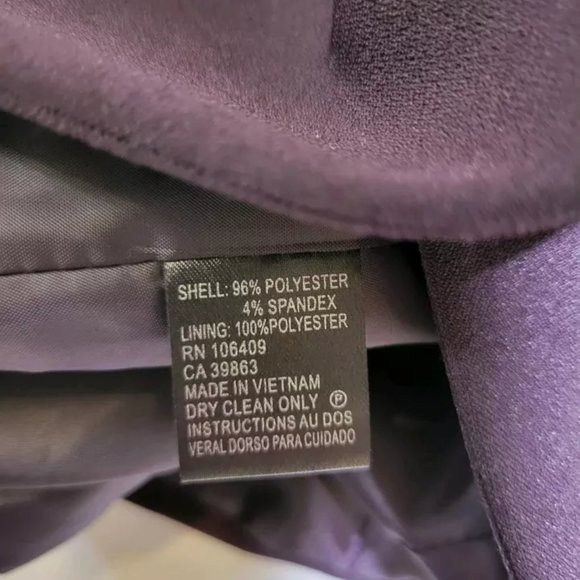 SHELL: 96% POLYESTER
4% SPANDEX
LINING: 100%POLYESTER
RN 106409
CA 39863
MADE IN VIETNAM
DRY CLEAN ONLY Ⓟ
INSTRUCTIONS AU DOS
VERAL DORSO PARA CUIDADO